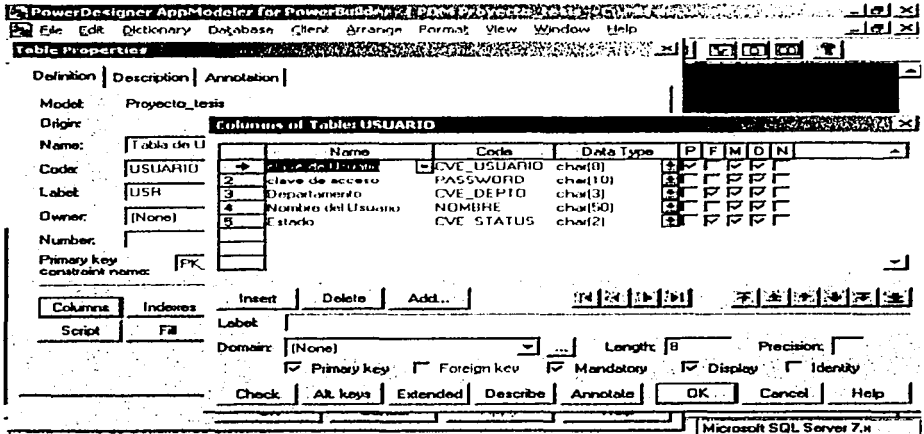 PowerDesigner AppModeler for PowerBuilder
File Edit Dictionary Database Client Arrange Format View Window Help
Table Properties
Definition Description Annotation
Model: Proyecto_tesis
Origin:
Name: Tabla de U
Code: USUARIO
Label: USR
Owner: (None)
Number:
Primary key
constraint name: PK_
Columns Indexes
Script Fill
Columns of Table: USUARIO
Name Code Data Type P F M D N
clave de Usuario CVE_USUARIO char(8)
2 clave de acceso PASSWORD char(10)
3 Departamento CVE_DEPTO char(3)
4 Nombre del Usuario NOMBRE char(50)
5 Estado CVE_STATUS char(2)
Insert Delete Add...
Label:
Domain: (None) ... Length: 8 Precision:
Primary key Foreign key Mandatory Display Identity
Check Alt. keys Extended Describe Annotate OK Cancel Help
Microsoft SQL Server 7.x